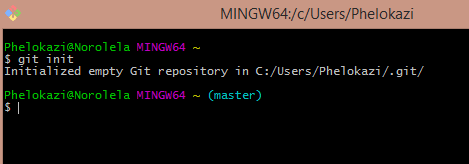 MINGW64:/c/Users/Phelokazi
Phelokazi@Norolela MINGW64 ~
$ git init
Initialized empty Git repository in C:/Users/Phelokazi/.git/
Phelokazi@Norolela MINGW64 ~ (master)
$